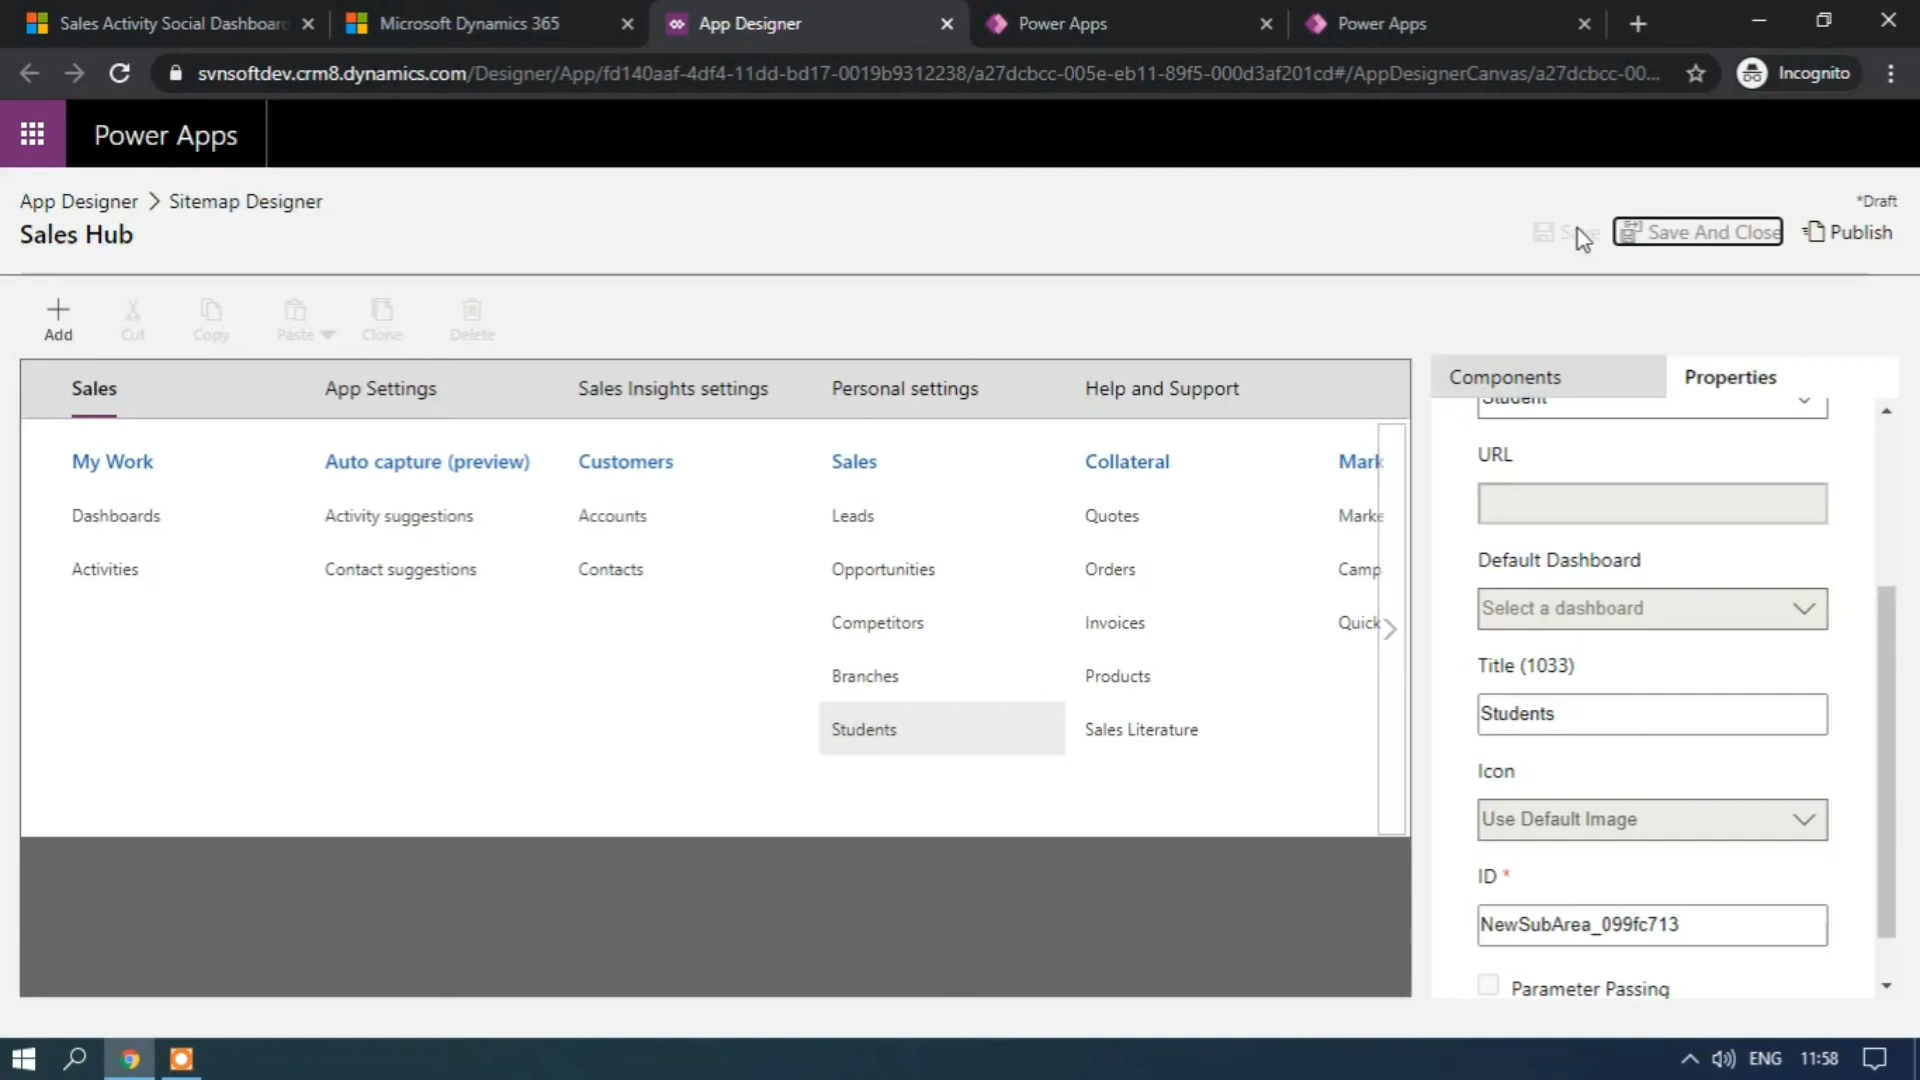 Sales Activity Social Dashboard
Microsoft Dynamics 365
App Designer
Power Apps
Power Apps
svnsoftdev.crm8.dynamics.com/Designer/App/fd140aaf-4df4-11dd-bd17-0019b9312238/a27dcbcc-005e-eb11-89f5-000d3af201cd#/AppDesignerCanvas/a27dcbcc-00...
Incognito
Power Apps
App Designer > Sitemap Designer
*Draft
Sales Hub
Save And Close
Publish
Add
Cut
Copy
Paste
Clone
Delete
Sales
App Settings
Sales Insights settings
Personal settings
Help and Support
Components
Properties
My Work
Auto capture (preview)
Customers
Sales
Collateral
Mark
Dashboards
Activity suggestions
Accounts
Leads
Quotes
Marke
Activities
Contact suggestions
Contacts
Opportunities
Orders
Camp
Competitors
Invoices
Quick
Branches
Products
Students
Sales Literature
Student
URL
Default Dashboard
Select a dashboard
Title (1033)
Students
Icon
Use Default Image
ID *
NewSubArea_099fc713
Parameter Passing
ENG
11:58